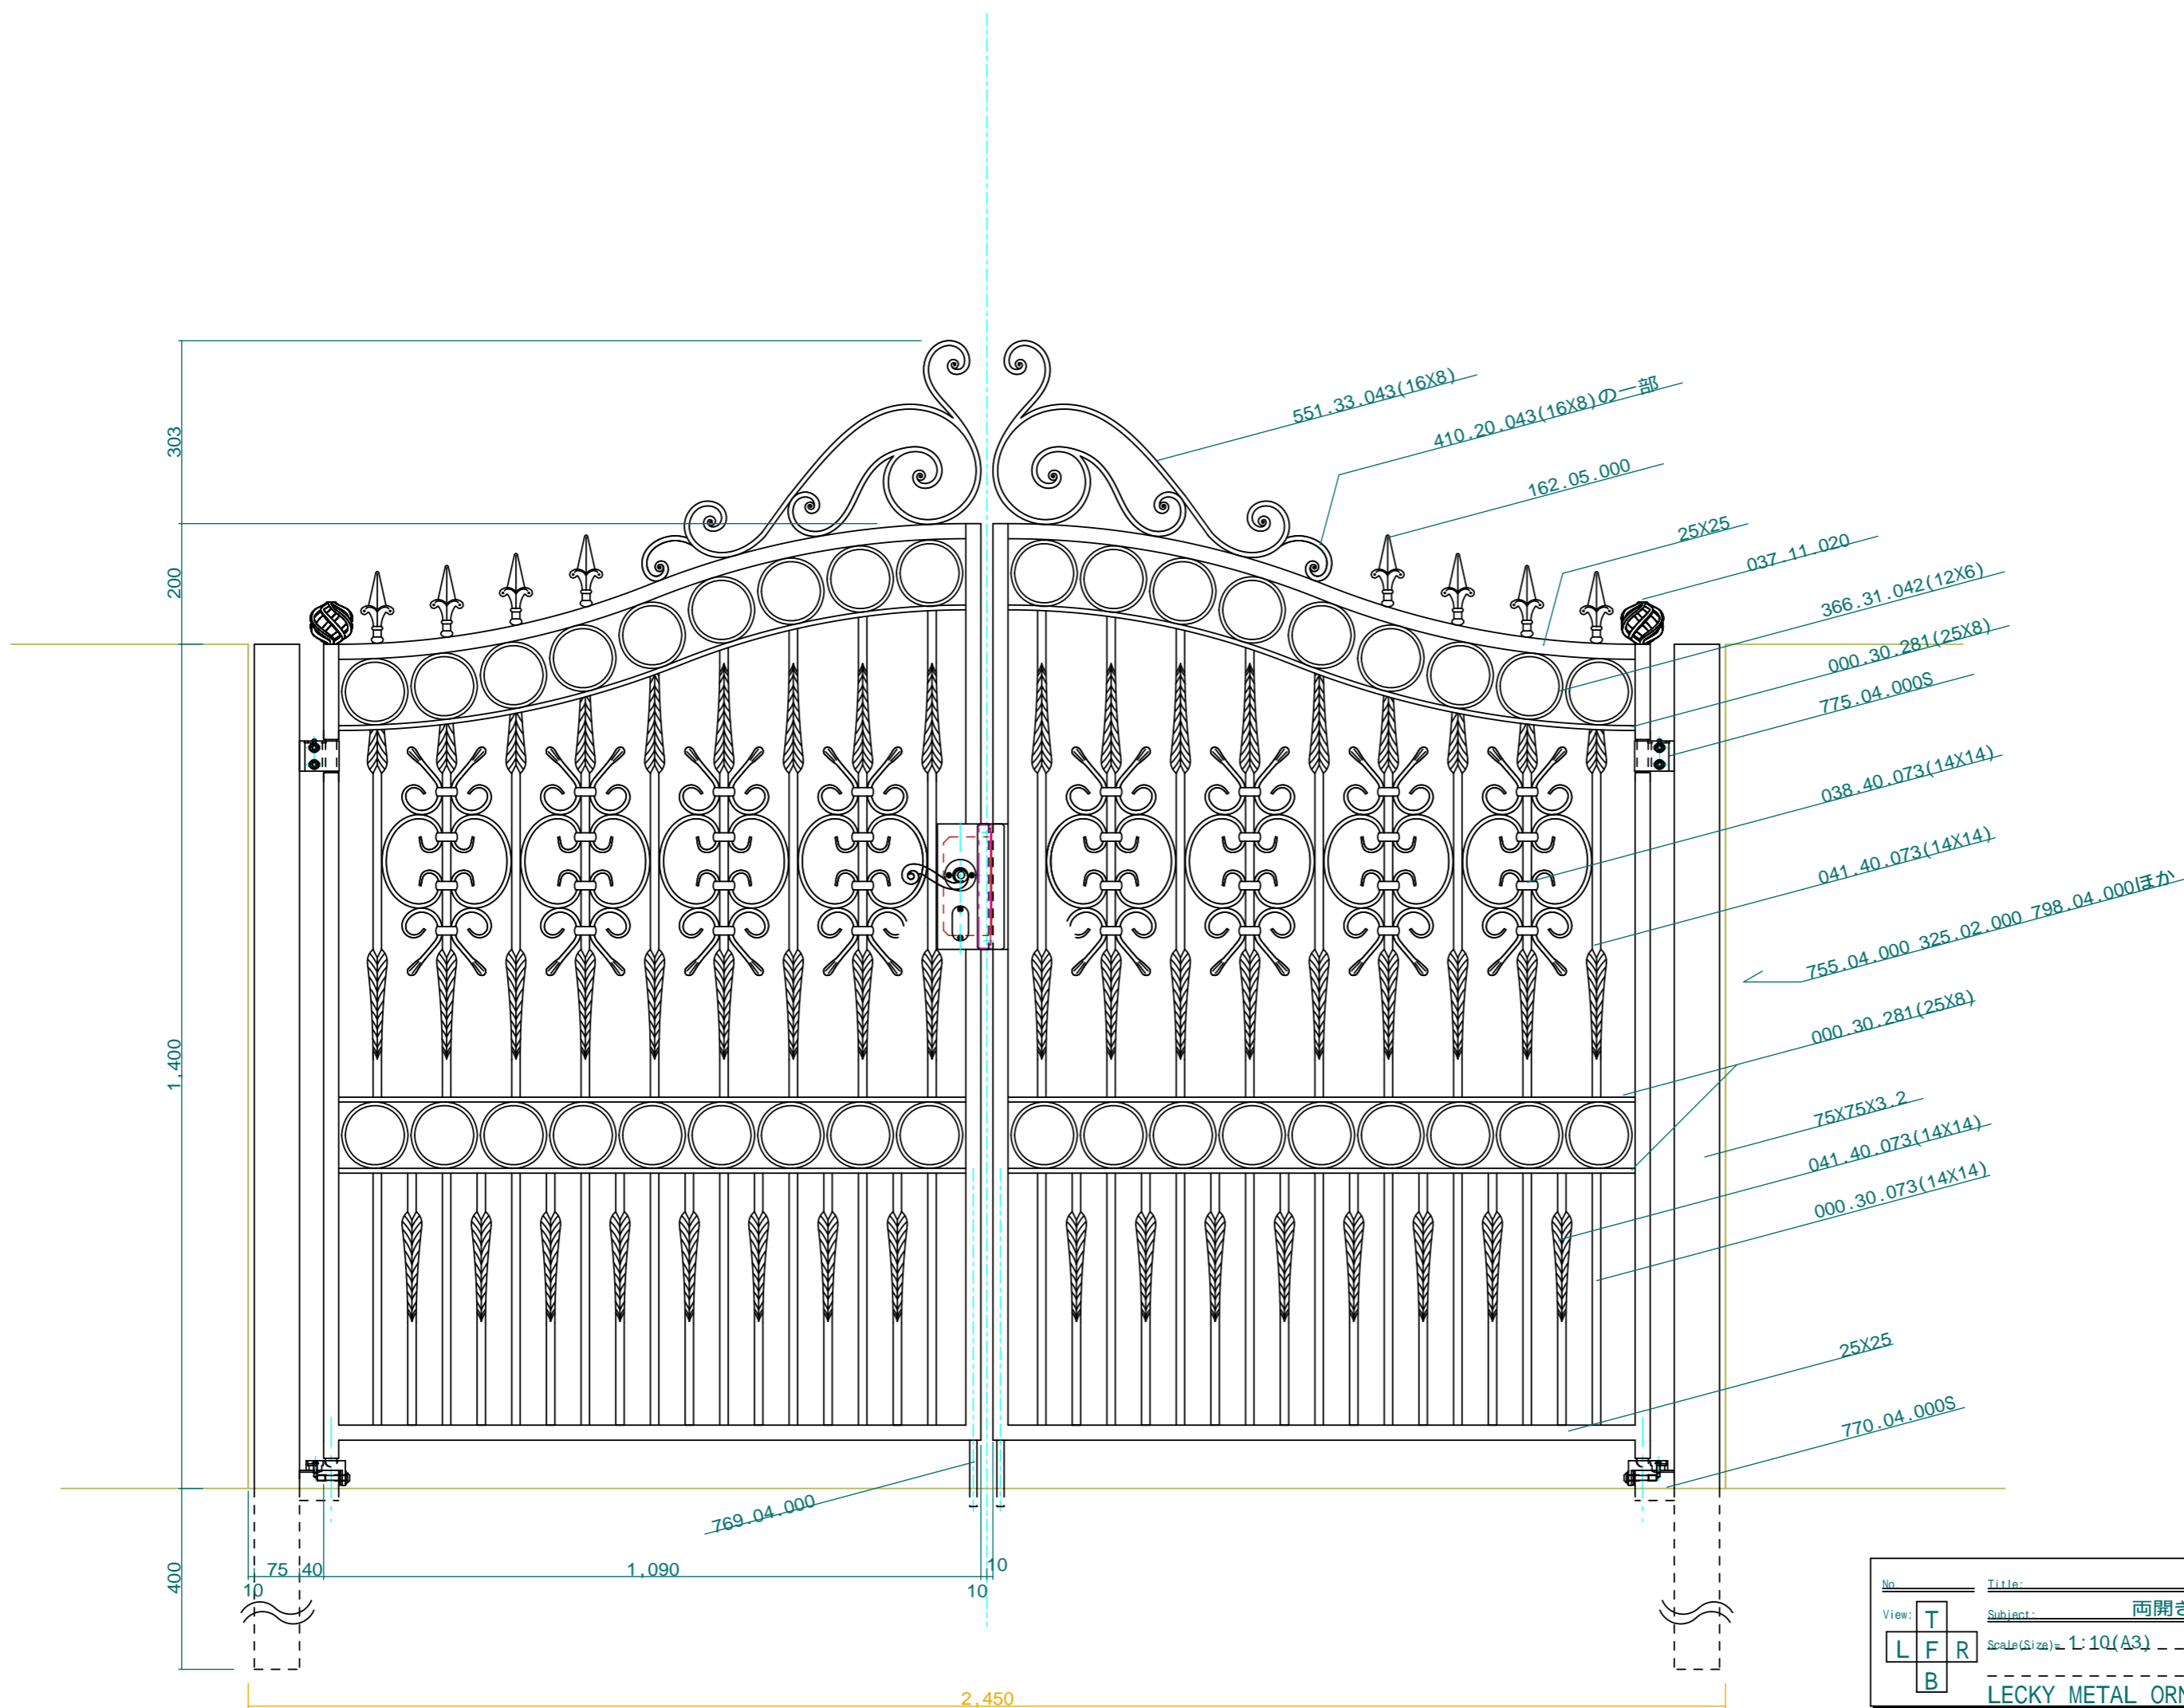 551.33.043(16X8)
410.20.043(16X8)の一部
162.05.000
25X25
037.11.020
366.31.042(12X6)
000.30.281(25X8)
775.04.000S
038.40.073(14X14)
041.40.073(14X14)
755.04.000 325.02.000 798.04.000ほか
000.30.281(25X8)
75X75X3.2
041.40.073(14X14)
000.30.073(14X14)
25X25
770.04.000S
769.04.000
303
200
1,400
400
10
75
40
1,090
10
10
2,450
No.
Title:
View:
T
L F R
B
Subject: 両開き
Scale(Size)= 1:10(A3)
LECKY METAL ORN